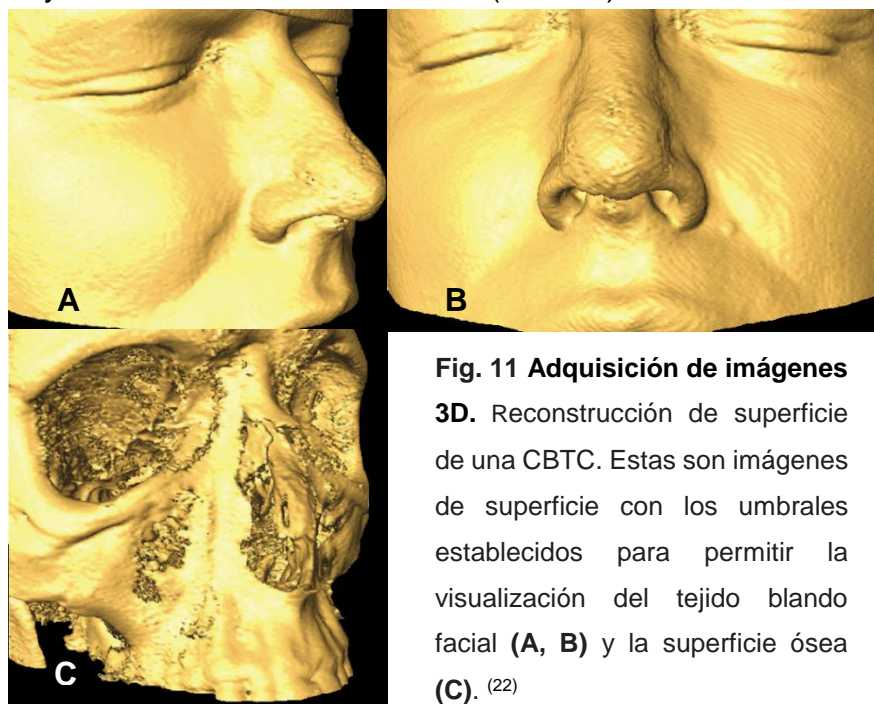 A
B
C
Fig. 11 Adquisición de imágenes
3D. Reconstrucción de superficie
de una CBTC. Estas son imágenes
de superficie con los umbrales
establecidos para permitir la
visualización del tejido blando
facial (A, B) y la superficie ósea
(C). (22)